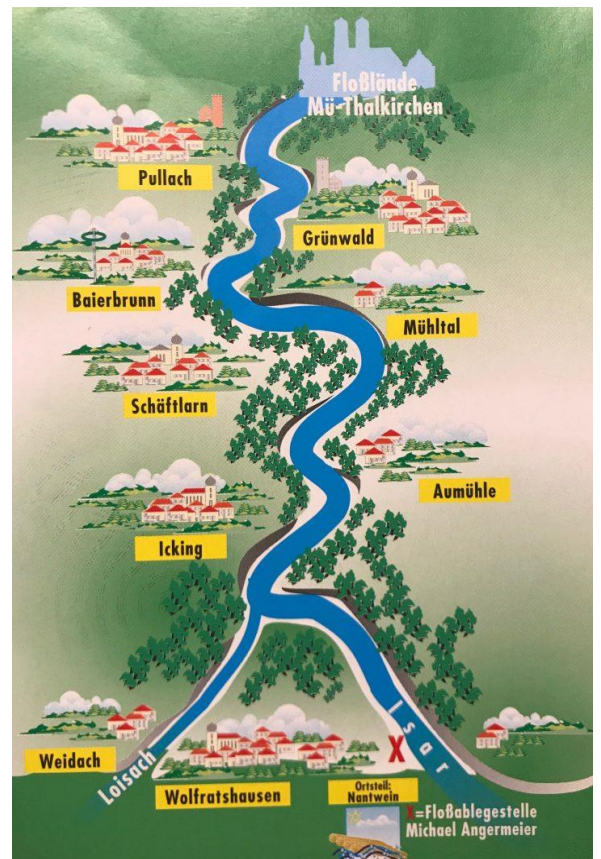 Floßlände
Mü-Thalkirchen
Pullach
Grünwald
Baierbrunn
Mühltal
Schäftlarn
Aumühle
Icking
Weidach
Loisach
Wolfratshausen
Isar
X
Ortsteil:
Nantwein
X=Floßablegestelle
Michael Angermeier